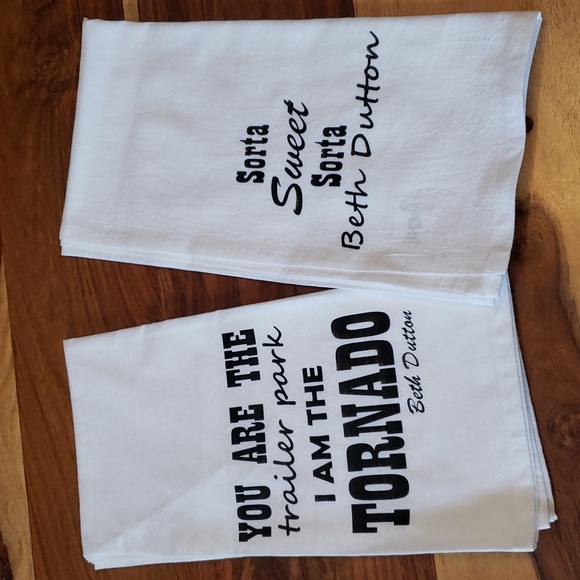 Sorta
Sweet
Sorta
Beth Dutton
YOU ARE THE
trailer park
I AM THE
TORNADO
Beth Dutton